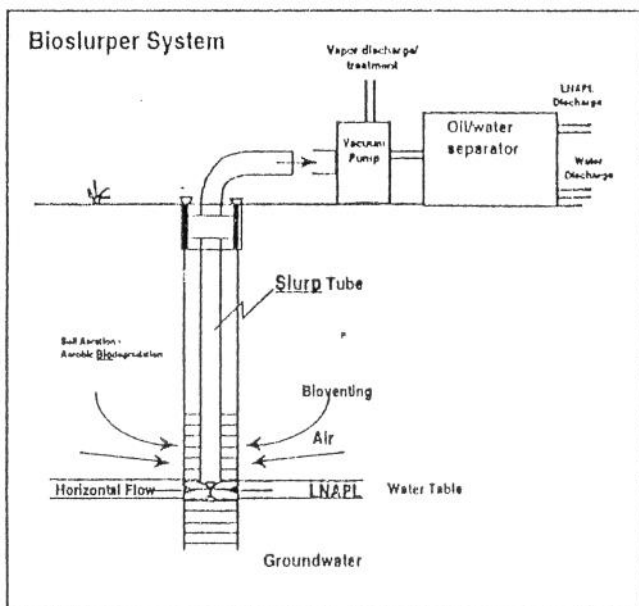 Bioslurper System
Vapor discharge/
treatment
LNAPL
Discharge
Vacuum
Pump
Oil/water
separator
Water
Discharge
Slurp Tube
Soil Aeration -
Aerobic Biodegradation
Bioventing
Air
Horizontal Flow
LNAPL
Water Table
Groundwater